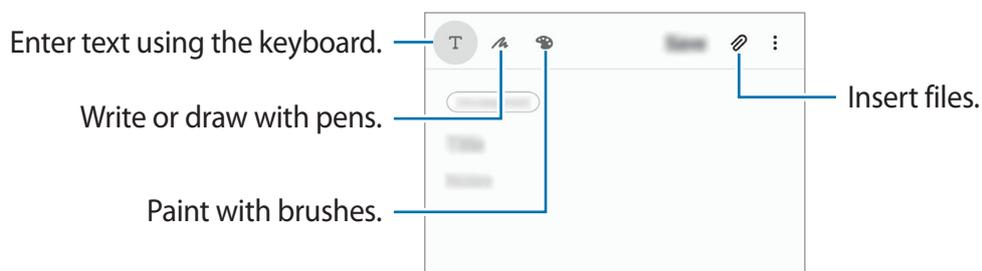 Enter text using the keyboard.
T
Write or draw with pens.
Insert files.
Paint with brushes.